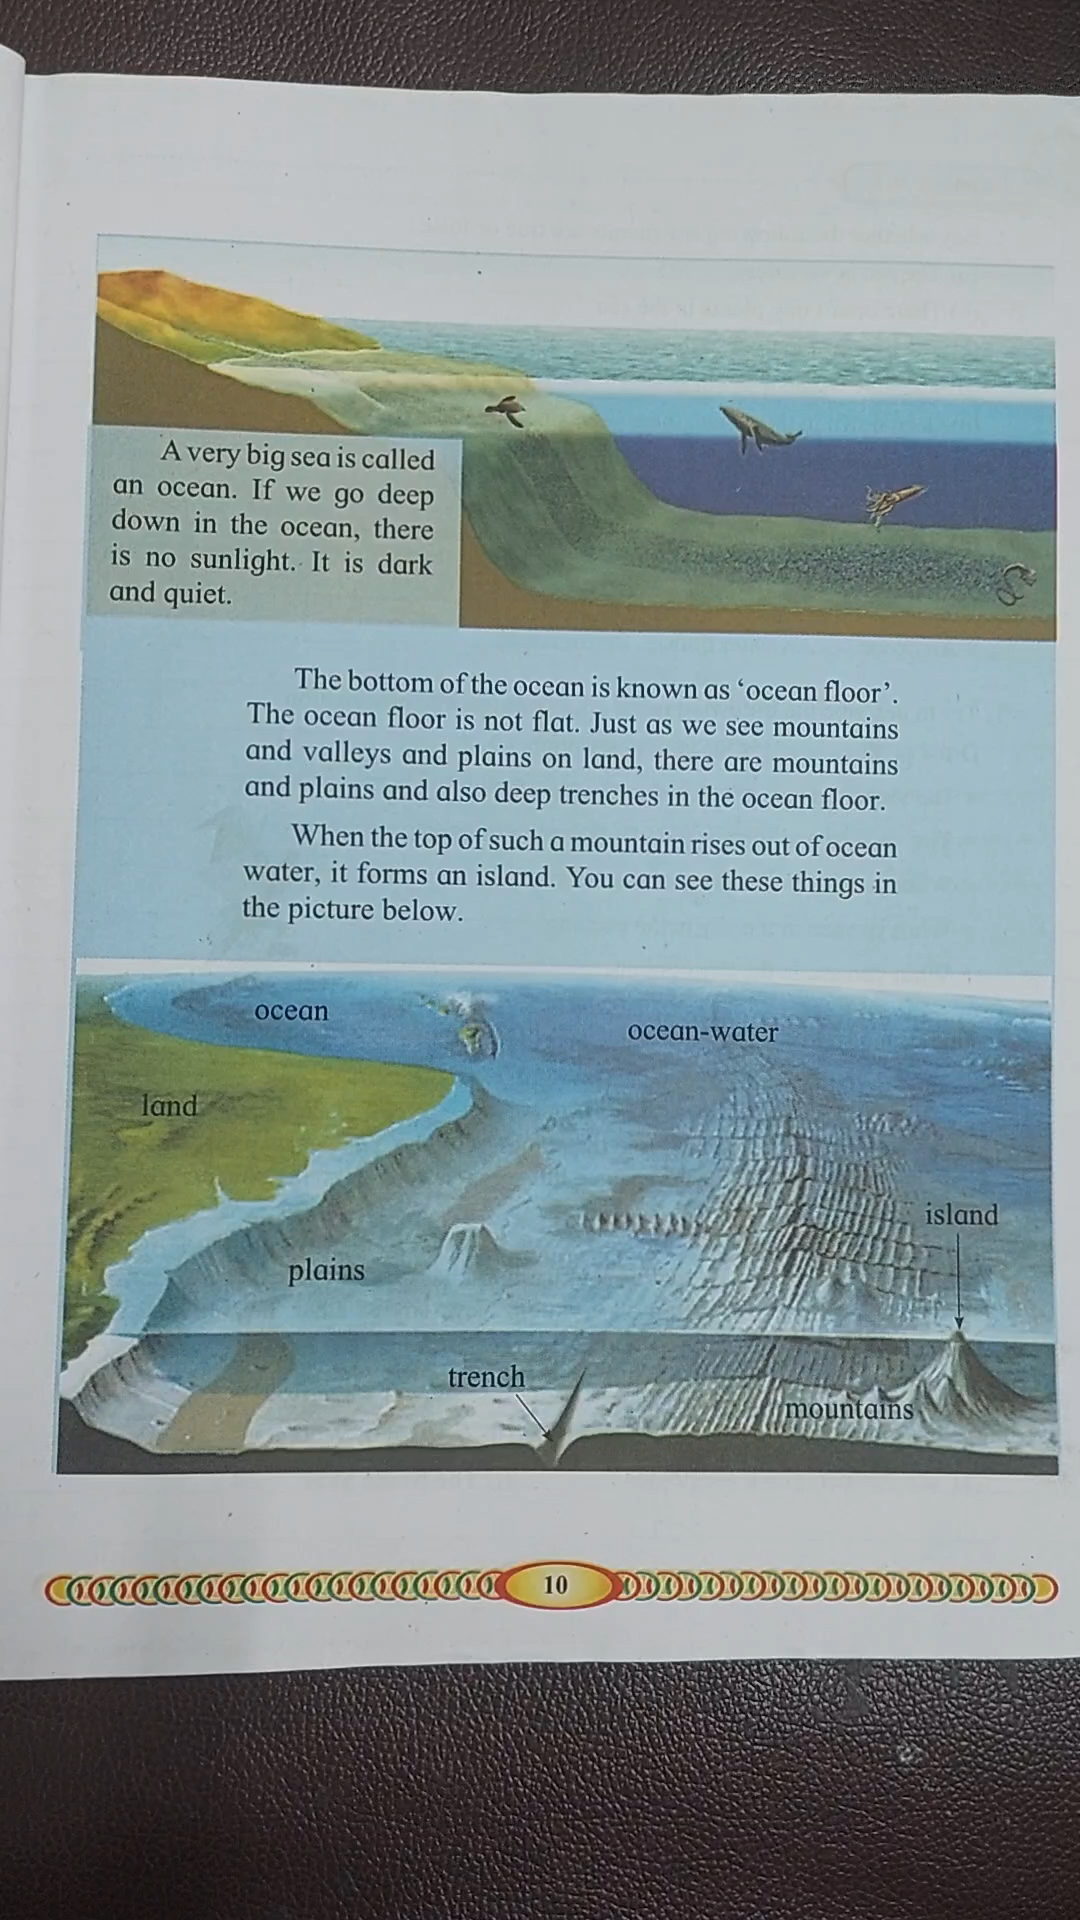 A very big sea is called
an ocean. If we go deep
down in the ocean, there
is no sunlight. It is dark
and quiet.
The bottom of the ocean is known as ‘ocean floor’.
The ocean floor is not flat. Just as we see mountains
and valleys and plains on land, there are mountains
and plains and also deep trenches in the ocean floor.
When the top of such a mountain rises out of ocean
water, it forms an island. You can see these things in
the picture below.
ocean
ocean-water
land
island
plains
trench
mountains
10